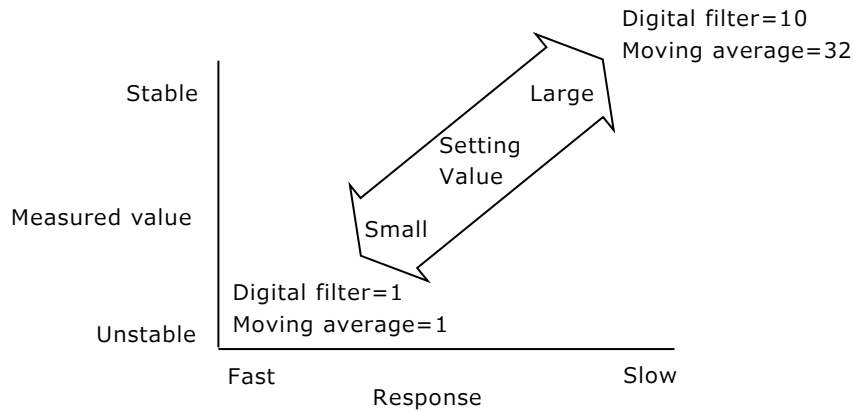 Digital filter=10
Moving average=32
Stable
Large
Setting
Value
Measured value
Small
Digital filter=1
Moving average=1
Unstable
Fast
Slow
Response